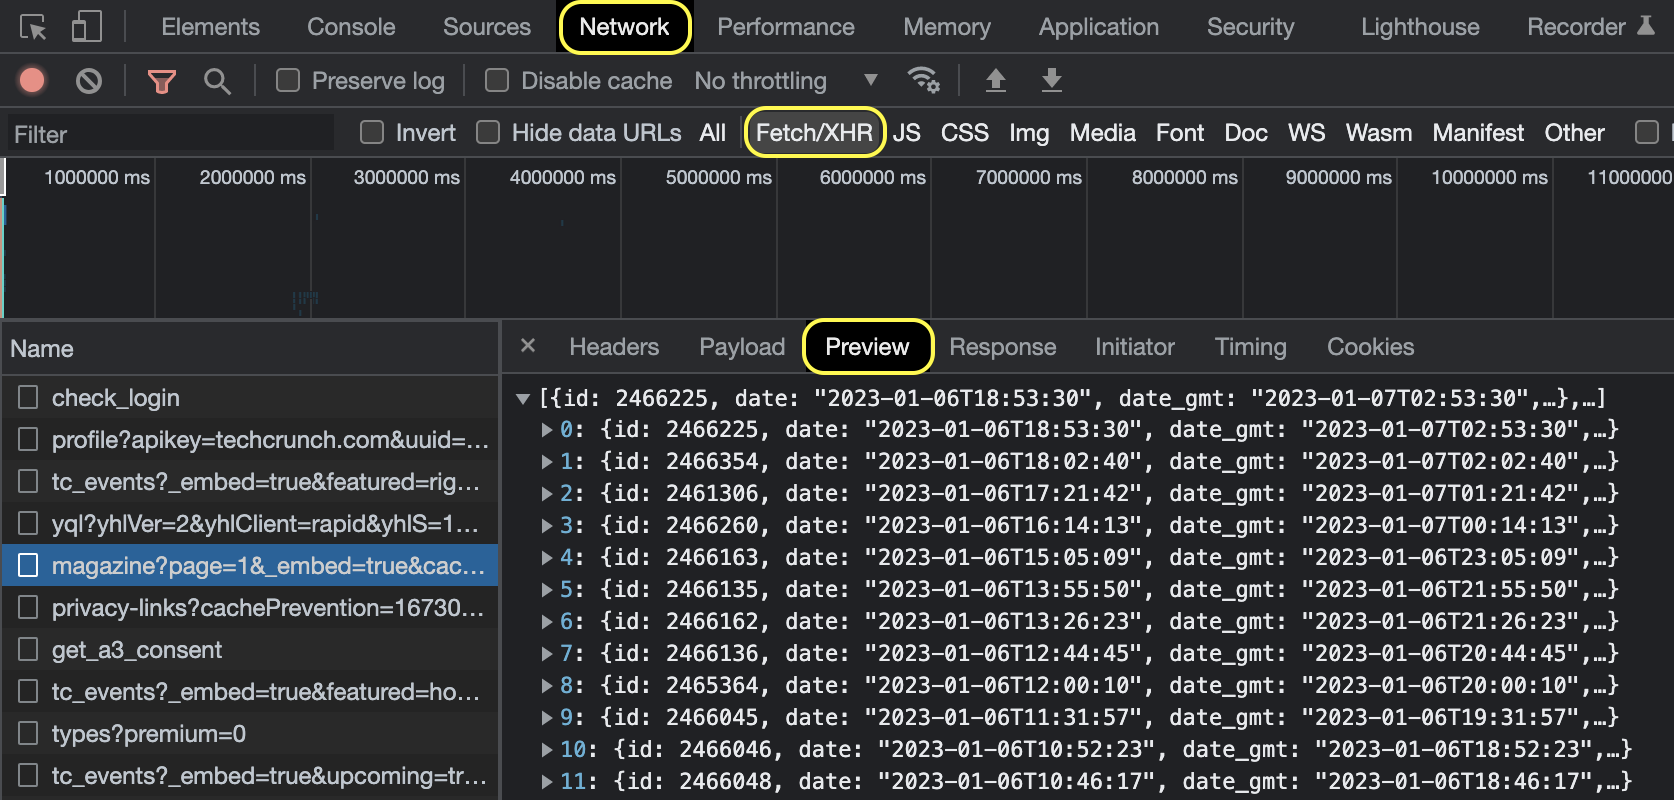 Elements Console Sources Network Performance Memory Application Security Lighthouse Recorder
Preserve log Disable cache No throttling
Filter Invert Hide data URLs All Fetch/XHR JS CSS Img Media Font Doc WS Wasm Manifest Other
1000000 ms 2000000 ms 3000000 ms 4000000 ms 5000000 ms 6000000 ms 7000000 ms 8000000 ms 9000000 ms 10000000 ms 11000000
Name
check_login
profile?apikey=techcrunch.com&uuid=…
tc_events?_embed=true&featured=rig…
yql?yhlVer=2&yhlClient=rapid&yhlS=1…
magazine?page=1&_embed=true&cac…
privacy-links?cachePrevention=16730…
get_a3_consent
tc_events?_embed=true&featured=ho…
types?premium=0
tc_events?_embed=true&upcoming=tr…
× Headers Payload Preview Response Initiator Timing Cookies
[{id: 2466225, date: "2023-01-06T18:53:30", date_gmt: "2023-01-07T02:53:30",…},…]
0: {id: 2466225, date: "2023-01-06T18:53:30", date_gmt: "2023-01-07T02:53:30",…}
1: {id: 2466354, date: "2023-01-06T18:02:40", date_gmt: "2023-01-07T02:02:40",…}
2: {id: 2461306, date: "2023-01-06T17:21:42", date_gmt: "2023-01-07T01:21:42",…}
3: {id: 2466260, date: "2023-01-06T16:14:13", date_gmt: "2023-01-07T00:14:13",…}
4: {id: 2466163, date: "2023-01-06T15:05:09", date_gmt: "2023-01-06T23:05:09",…}
5: {id: 2466135, date: "2023-01-06T13:55:50", date_gmt: "2023-01-06T21:55:50",…}
6: {id: 2466162, date: "2023-01-06T13:26:23", date_gmt: "2023-01-06T21:26:23",…}
7: {id: 2466136, date: "2023-01-06T12:44:45", date_gmt: "2023-01-06T20:44:45",…}
8: {id: 2465364, date: "2023-01-06T12:00:10", date_gmt: "2023-01-06T20:00:10",…}
9: {id: 2466045, date: "2023-01-06T11:31:57", date_gmt: "2023-01-06T19:31:57",…}
10: {id: 2466046, date: "2023-01-06T10:52:23", date_gmt: "2023-01-06T18:52:23",…}
11: {id: 2466048, date: "2023-01-06T10:46:17", date_gmt: "2023-01-06T18:46:17",…}